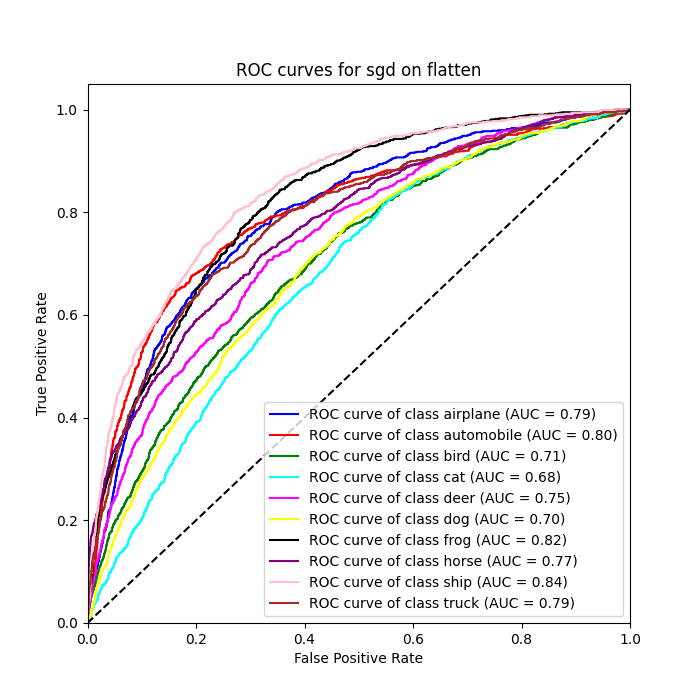 ROC curves for sgd on flatten
True Positive Rate
1.0
0.8
0.6
0.4
0.2
0.0
ROC curve of class airplane (AUC = 0.79)
ROC curve of class automobile (AUC = 0.80)
ROC curve of class bird (AUC = 0.71)
ROC curve of class cat (AUC = 0.68)
ROC curve of class deer (AUC = 0.75)
ROC curve of class dog (AUC = 0.70)
ROC curve of class frog (AUC = 0.82)
ROC curve of class horse (AUC = 0.77)
ROC curve of class ship (AUC = 0.84)
ROC curve of class truck (AUC = 0.79)
0.0 0.2 0.4 0.6 0.8 1.0
False Positive Rate